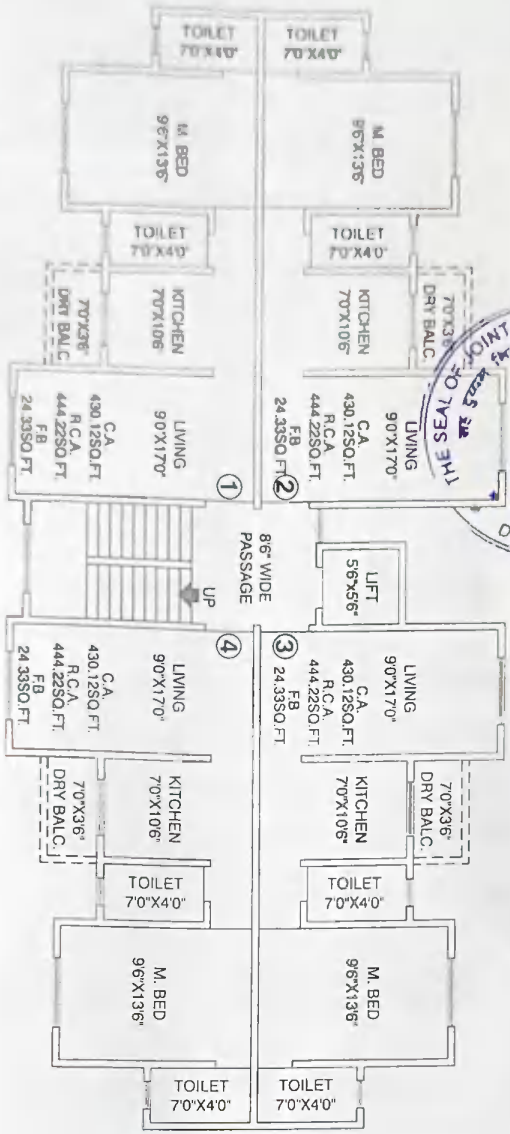 TOILET
7'0"X4'0"
TOILET
7'0"X4'0"
M. BED
9'6"X13'6"
M. BED
9'6"X13'6"
TOILET
7'0"X4'0"
TOILET
7'0"X4'0"
KITCHEN
7'0"X10'6"
DRY BALC.
7'0"X3'6"
KITCHEN
7'0"X10'6"
7'0"X3'6"
DRY BALC.
LIVING
9'0"X17'0"
C.A.
430.12SQ.FT.
R.C.A.
444.22SQ.FT.
F.B
24.33SQ.FT.
1
LIVING
9'0"X17'0"
C.A.
430.12SQ.FT.
R.C.A.
444.22SQ.FT.
F.B
24.33SQ.FT.
2
THE SEAL OF JOINT
8'6" WIDE
PASSAGE
UP
LIFT
5'6"X5'6"
4
LIVING
9'0"X17'0"
C.A.
430.12SQ.FT.
R.C.A.
444.22SQ.FT.
F.B
24.33SQ.FT.
3
LIVING
9'0"X17'0"
C.A.
430.12SQ.FT.
R.C.A.
444.22SQ.FT.
F.B
24.33SQ.FT.
KITCHEN
7'0"X10'6"
7'0"X3'6"
DRY BALC.
KITCHEN
7'0"X10'6"
7'0"X3'6"
DRY BALC.
TOILET
7'0"X4'0"
TOILET
7'0"X4'0"
M. BED
9'6"X13'6"
M. BED
9'6"X13'6"
TOILET
7'0"X4'0"
TOILET
7'0"X4'0"